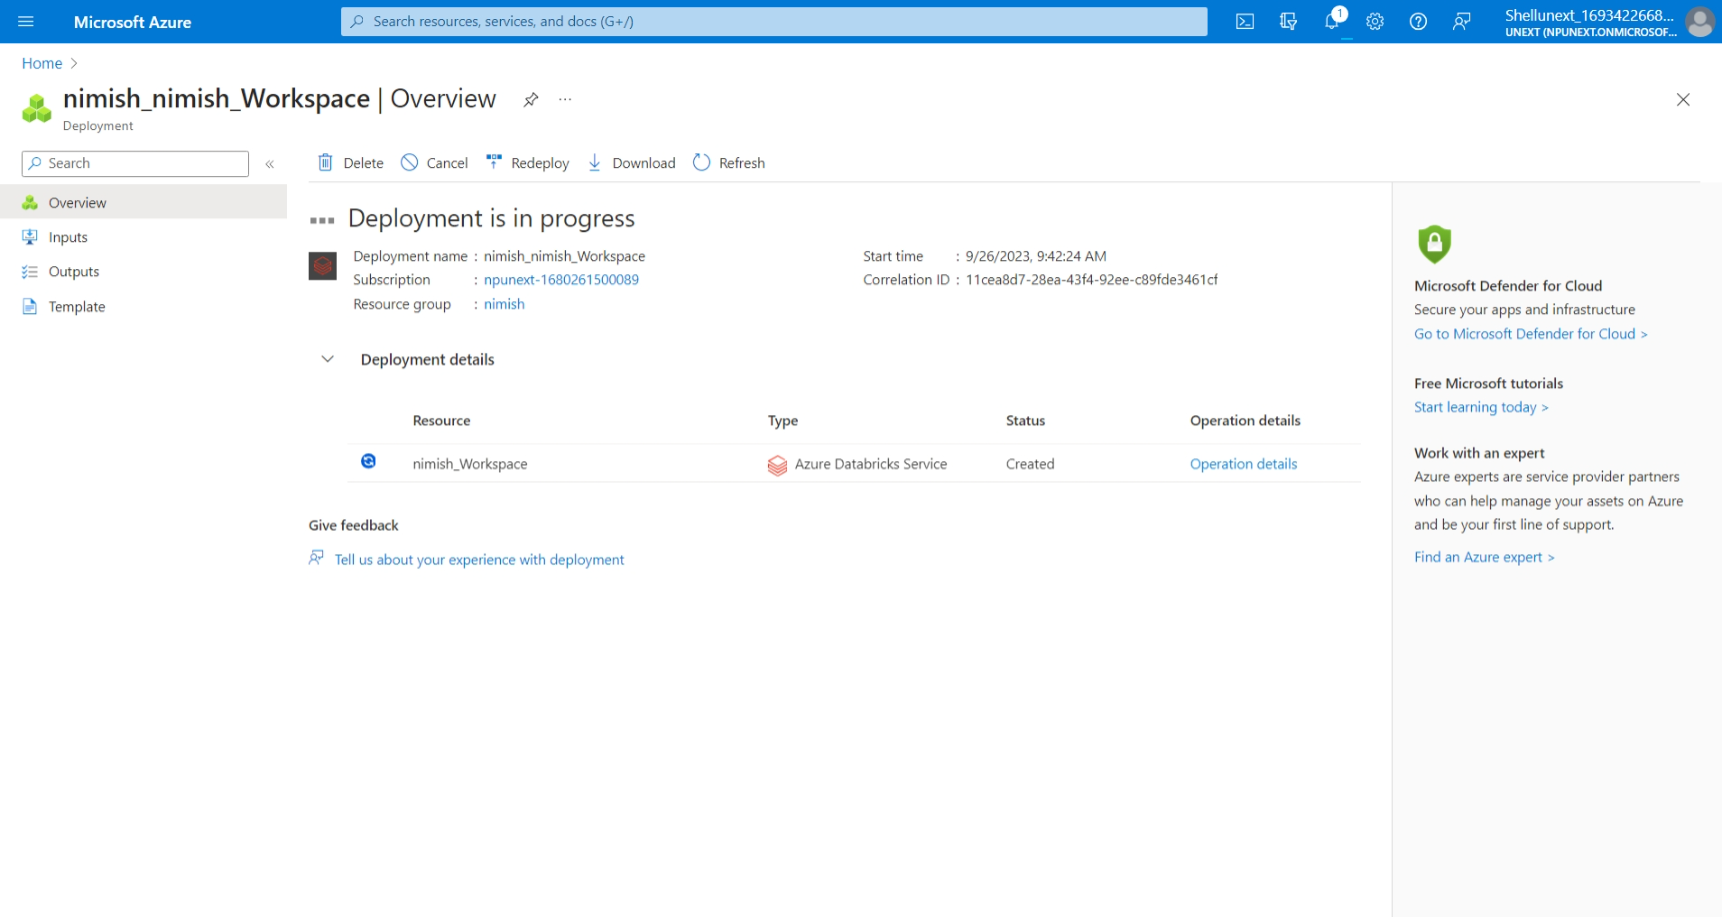 Microsoft Azure
Search resources, services, and docs (G+/)
1
Shellunext_1693422668...
UNEXT (NPUNEXT.ONMICROSOF...
Home >
nimish_nimish_Workspace | Overview
...
Deployment
Search
«
Delete
Cancel
Redeploy
Download
Refresh
Overview
Inputs
Outputs
Template
Deployment is in progress
Deployment name : nimish_nimish_Workspace
Subscription : npunext-1680261500089
Resource group : nimish
Start time : 9/26/2023, 9:42:24 AM
Correlation ID : 11cea8d7-28ea-43f4-92ee-c89fde3461cf
Deployment details
Resource Type Status Operation details
nimish_Workspace Azure Databricks Service Created Operation details
Give feedback
Tell us about your experience with deployment
Microsoft Defender for Cloud
Secure your apps and infrastructure
Go to Microsoft Defender for Cloud >
Free Microsoft tutorials
Start learning today >
Work with an expert
Azure experts are service provider partners
who can help manage your assets on Azure
and be your first line of support.
Find an Azure expert >